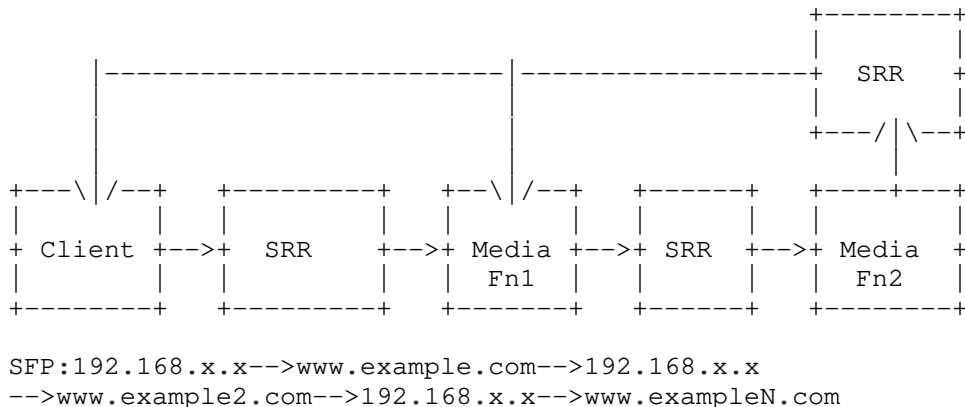 SRR
Client SRR Media SRR Media
Fn1 Fn2
SFP:192.168.x.x-->www.example.com-->192.168.x.x
-->www.example2.com-->192.168.x.x-->www.exampleN.com